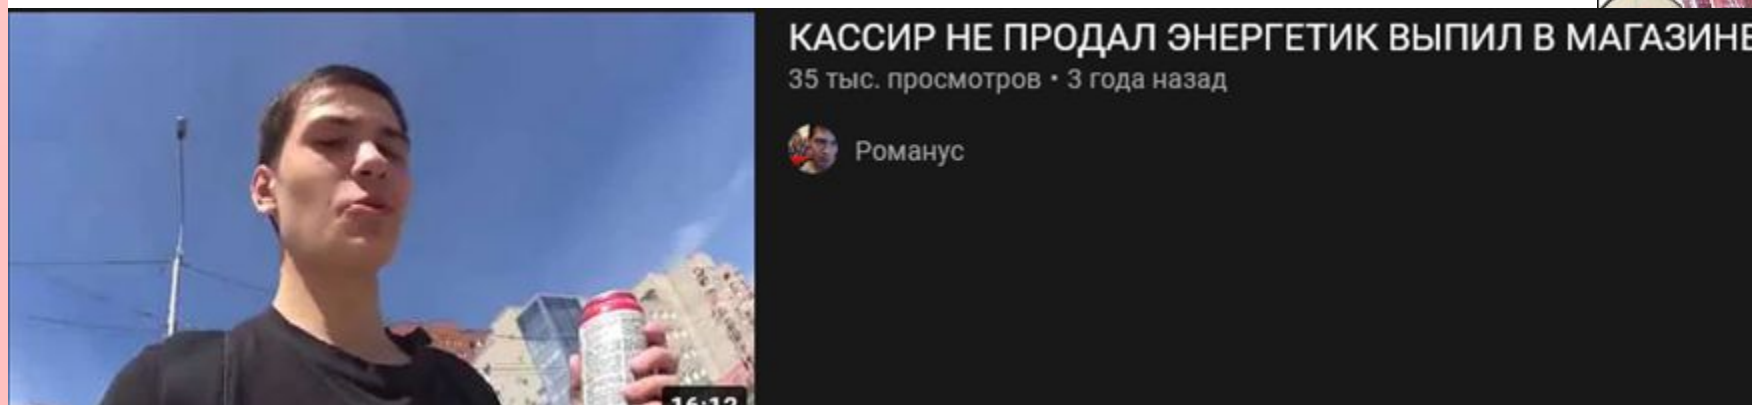 КАССИР НЕ ПРОДАЛ ЭНЕРГЕТИК ВЫПИЛ В МАГАЗИНЕ
35 тыс. просмотров • 3 года назад
Романус
16:12